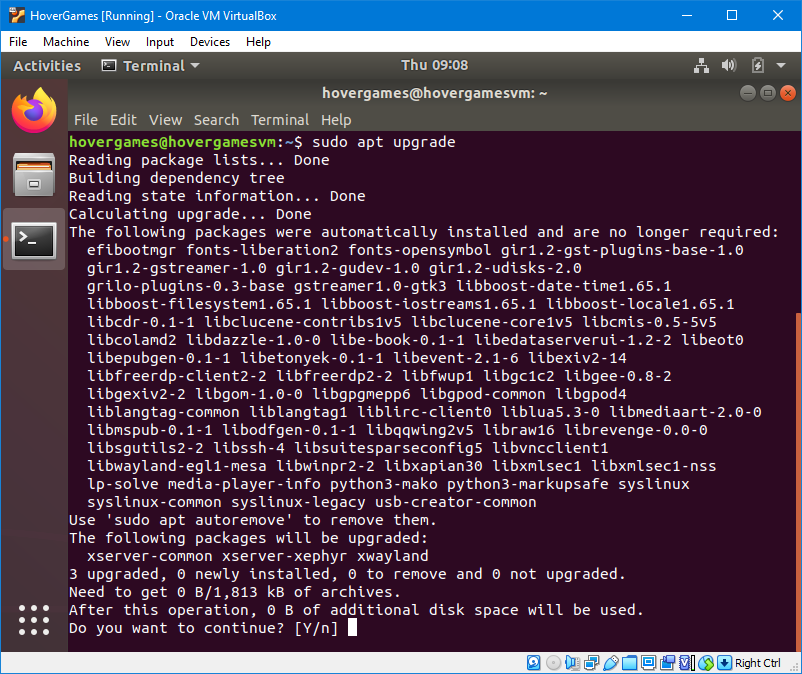 HoverGames [Running] - Oracle VM VirtualBox
File Machine View Input Devices Help
Activities Terminal Thu 09:08
hovergames@hovergamesvm: ~
File Edit View Search Terminal Help
hovergames@hovergamesvm:~$ sudo apt upgrade
Reading package lists... Done
Building dependency tree
Reading state information... Done
Calculating upgrade... Done
The following packages were automatically installed and are no longer required:
efibootmgr fonts-liberation2 fonts-opensymbol gir1.2-gst-plugins-base-1.0
gir1.2-gstreamer-1.0 gir1.2-gudev-1.0 gir1.2-udisks-2.0
grilo-plugins-0.3-base gstreamer1.0-gtk3 libboost-date-time1.65.1
libboost-filesystem1.65.1 libboost-iostreams1.65.1 libboost-locale1.65.1
libcdr-0.1-1 libclucene-contribs1v5 libclucene-core1v5 libcmis-0.5-5v5
libcolamd2 libdazzle-1.0-0 libe-book-0.1-1 libedataserverui-1.2-2 libeot0
libepubgen-0.1-1 libetonyek-0.1-1 libevent-2.1-6 libexiv2-14
libfreerdp-client2-2 libfreerdp2-2 libfwup1 libgc1c2 libgee-0.8-2
libgexiv2-2 libgom-1.0-0 libgpgmepp6 libgpod-common libgpod4
liblangtag-common liblangtag1 liblirc-client0 liblua5.3-0 libmediaart-2.0-0
libmspub-0.1-1 libodfgen-0.1-1 libqqwing2v5 libraw16 librevenge-0.0-0
libsgutils2-2 libssh-4 libsuitesparseconfig5 libvncclient1
libwayland-egl1-mesa libwinpr2-2 libxapian30 libxmlsec1 libxmlsec1-nss
lp-solve media-player-info python3-mako python3-markupsafe syslinux
syslinux-common syslinux-legacy usb-creator-common
Use 'sudo apt autoremove' to remove them.
The following packages will be upgraded:
xserver-common xserver-xephyr xwayland
3 upgraded, 0 newly installed, 0 to remove and 0 not upgraded.
Need to get 0 B/1,813 kB of archives.
After this operation, 0 B of additional disk space will be used.
Do you want to continue? [Y/n]
Right Ctrl